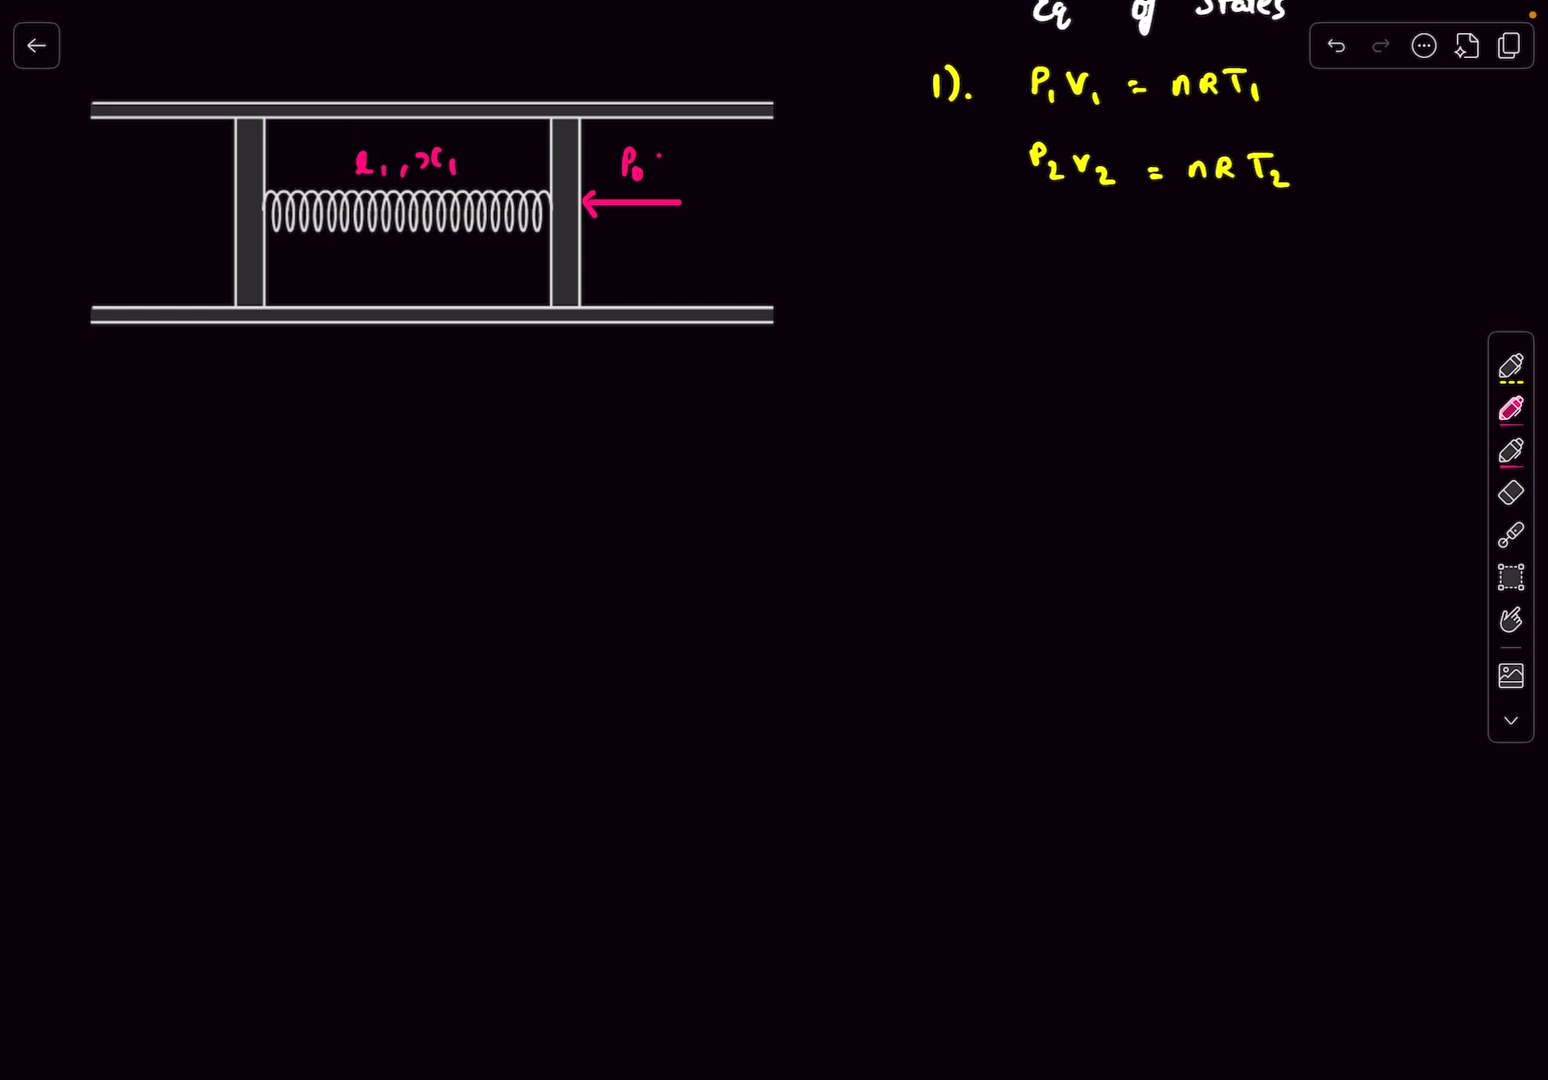 Eq of States
1). P₁V₁ = nRT₁
P₂V₂ = nRT₂
l₁, x₁
P₀